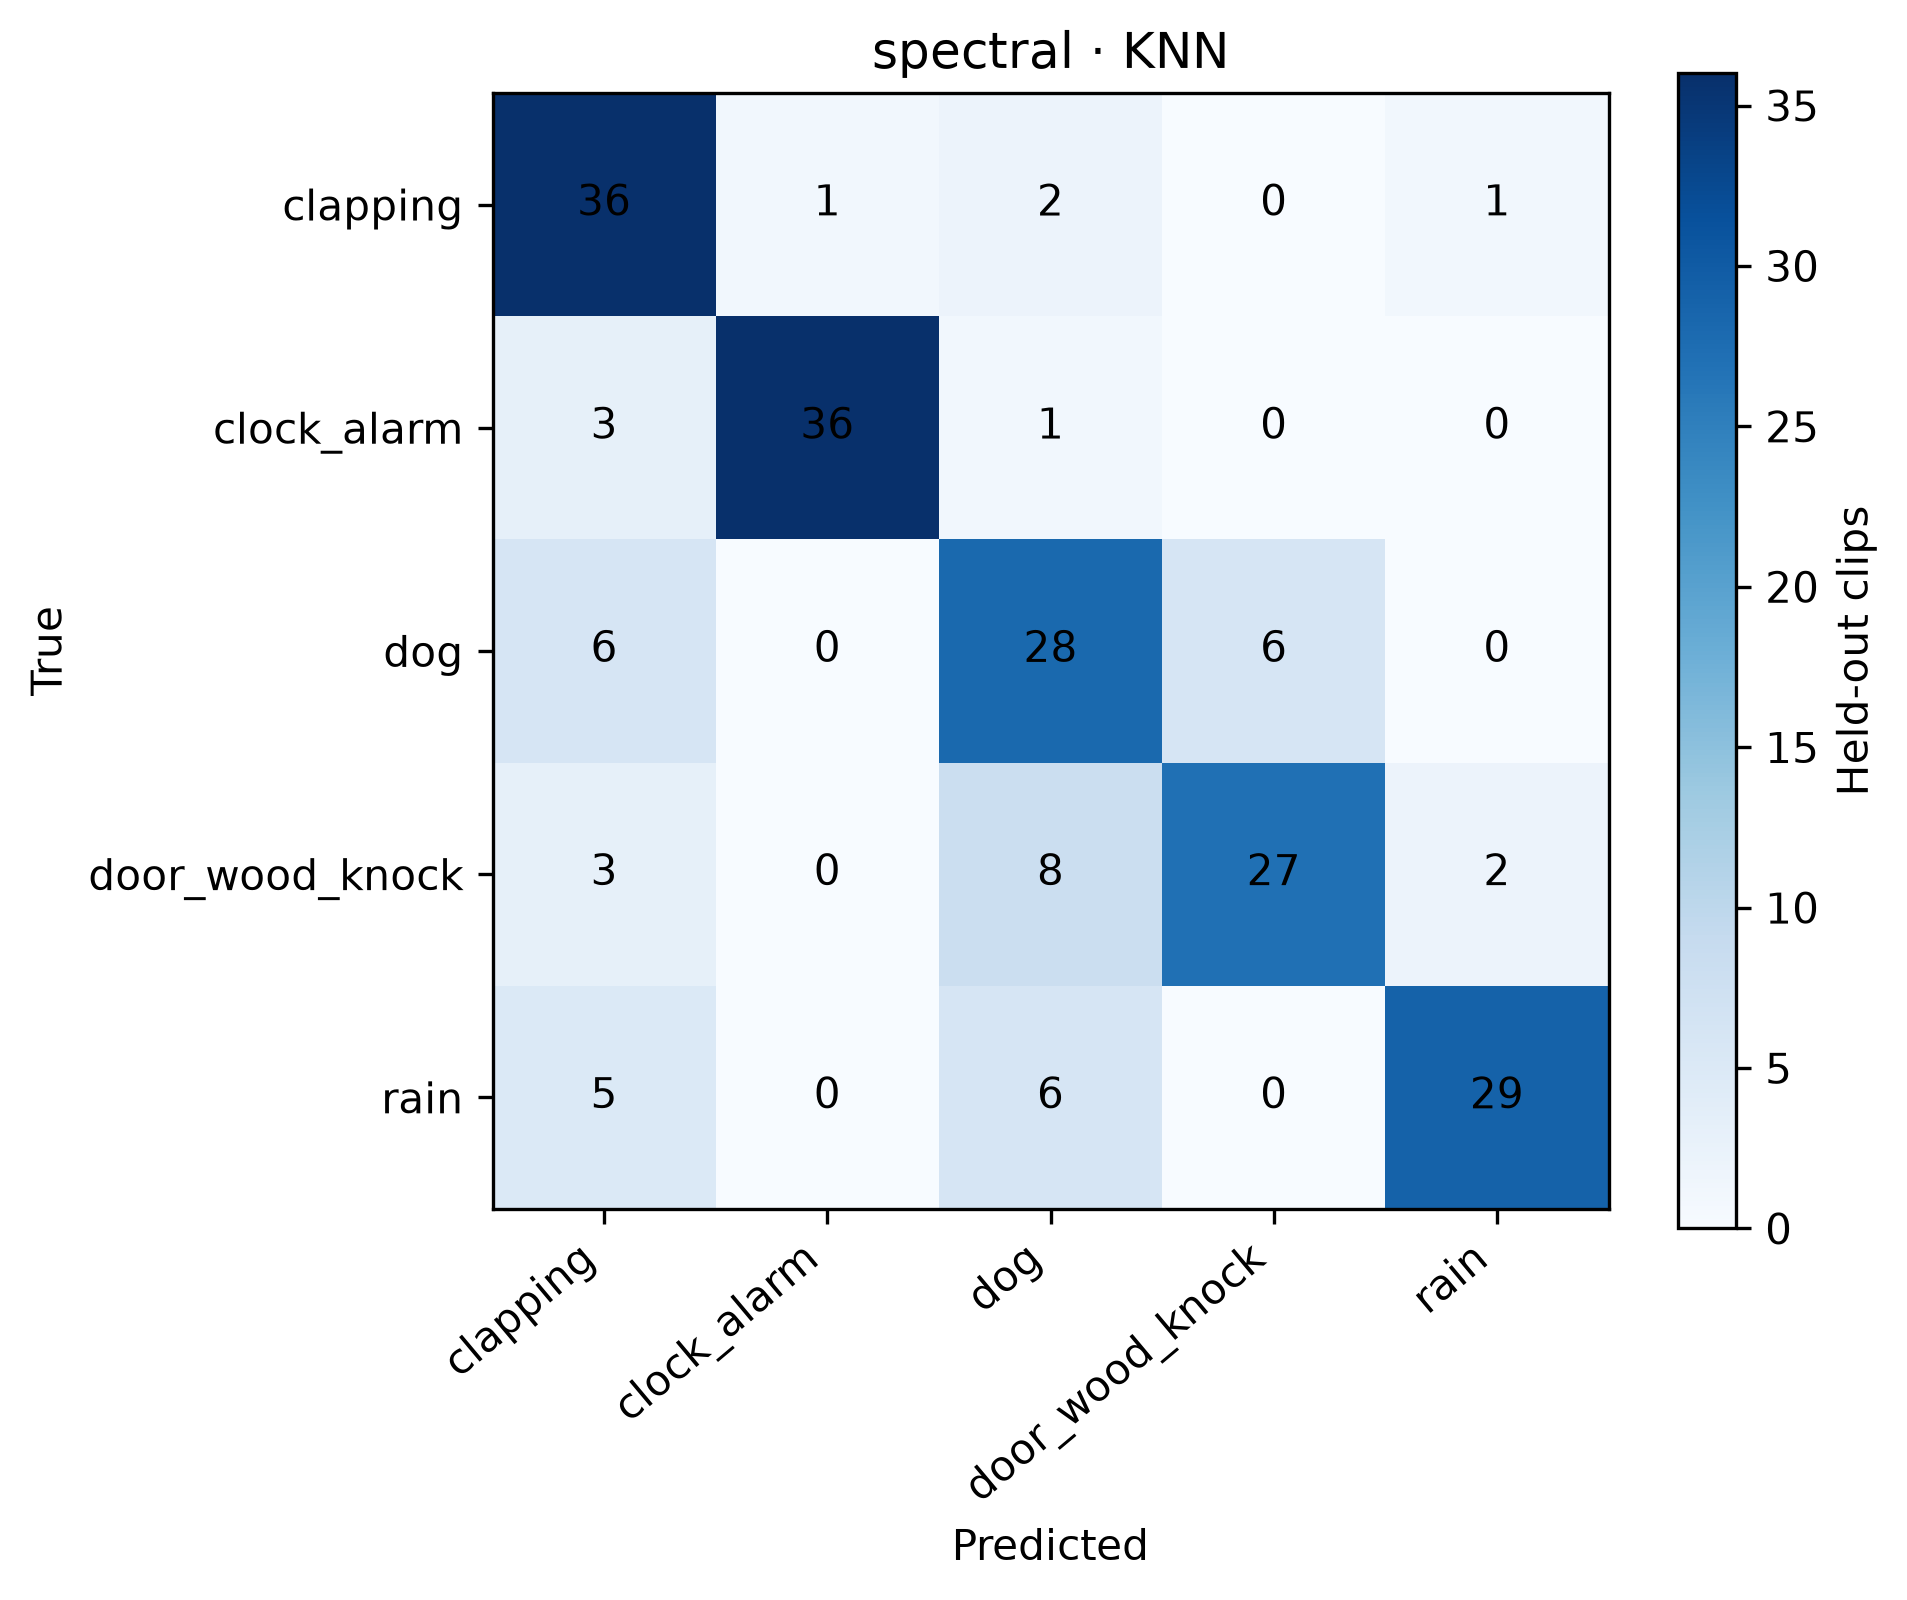 spectral · KNN
clapping 36 1 2 0 1
clock_alarm 3 36 1 0 0
dog 6 0 28 6 0
door_wood_knock 3 0 8 27 2
rain 5 0 6 0 29
clapping clock_alarm dog door_wood_knock rain
Predicted
True
35
30
25
20
15
10
5
0
Held-out clips